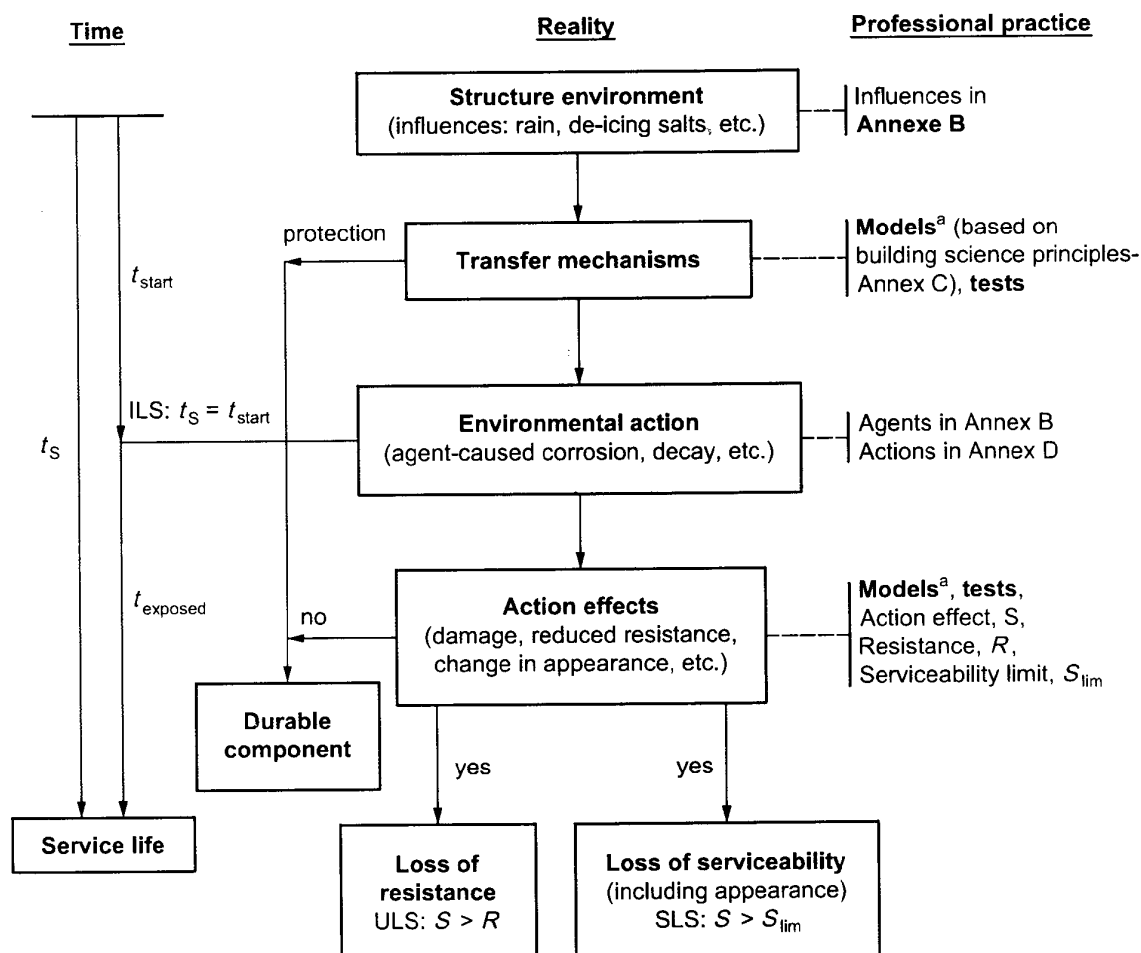 Time
Reality
Professional practice
Structure environment
(influences: rain, de-icing salts, etc.)
Influences in
Annexe B
protection
Transfer mechanisms
Models^a (based on
building science principles-
Annex C), tests
t_start
ILS: t_S = t_start
Environmental action
(agent-caused corrosion, decay, etc.)
Agents in Annex B
Actions in Annex D
t_S
t_exposed
no
Action effects
(damage, reduced resistance,
change in appearance, etc.)
Models^a, tests,
Action effect, S,
Resistance, R,
Serviceability limit, S_lim
Durable
component
yes
yes
Service life
Loss of
resistance
ULS: S > R
Loss of serviceability
(including appearance)
SLS: S > S_lim